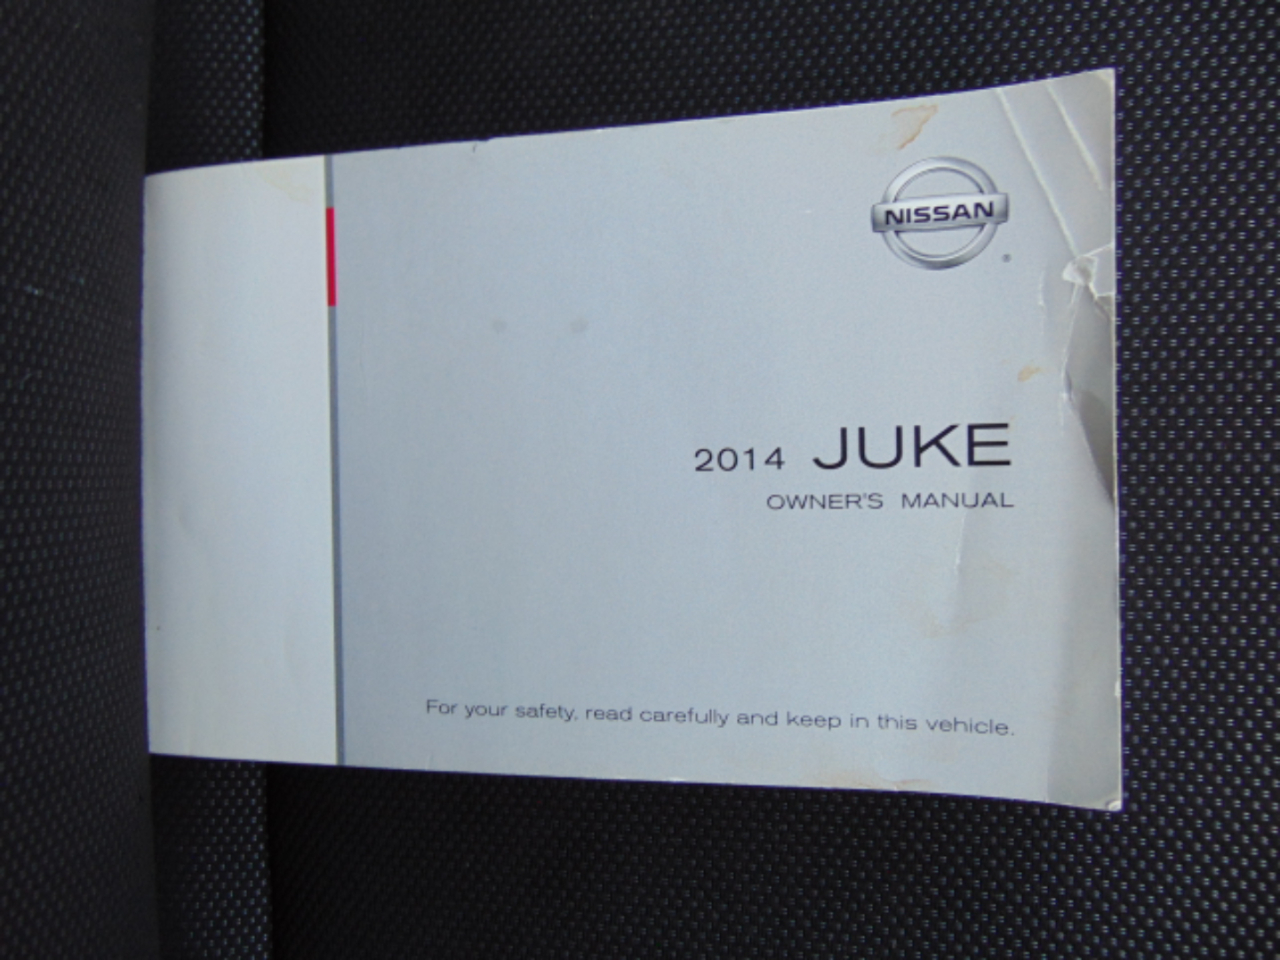 NISSAN
2014 JUKE
OWNER'S MANUAL
For your safety, read carefully and keep in this vehicle.